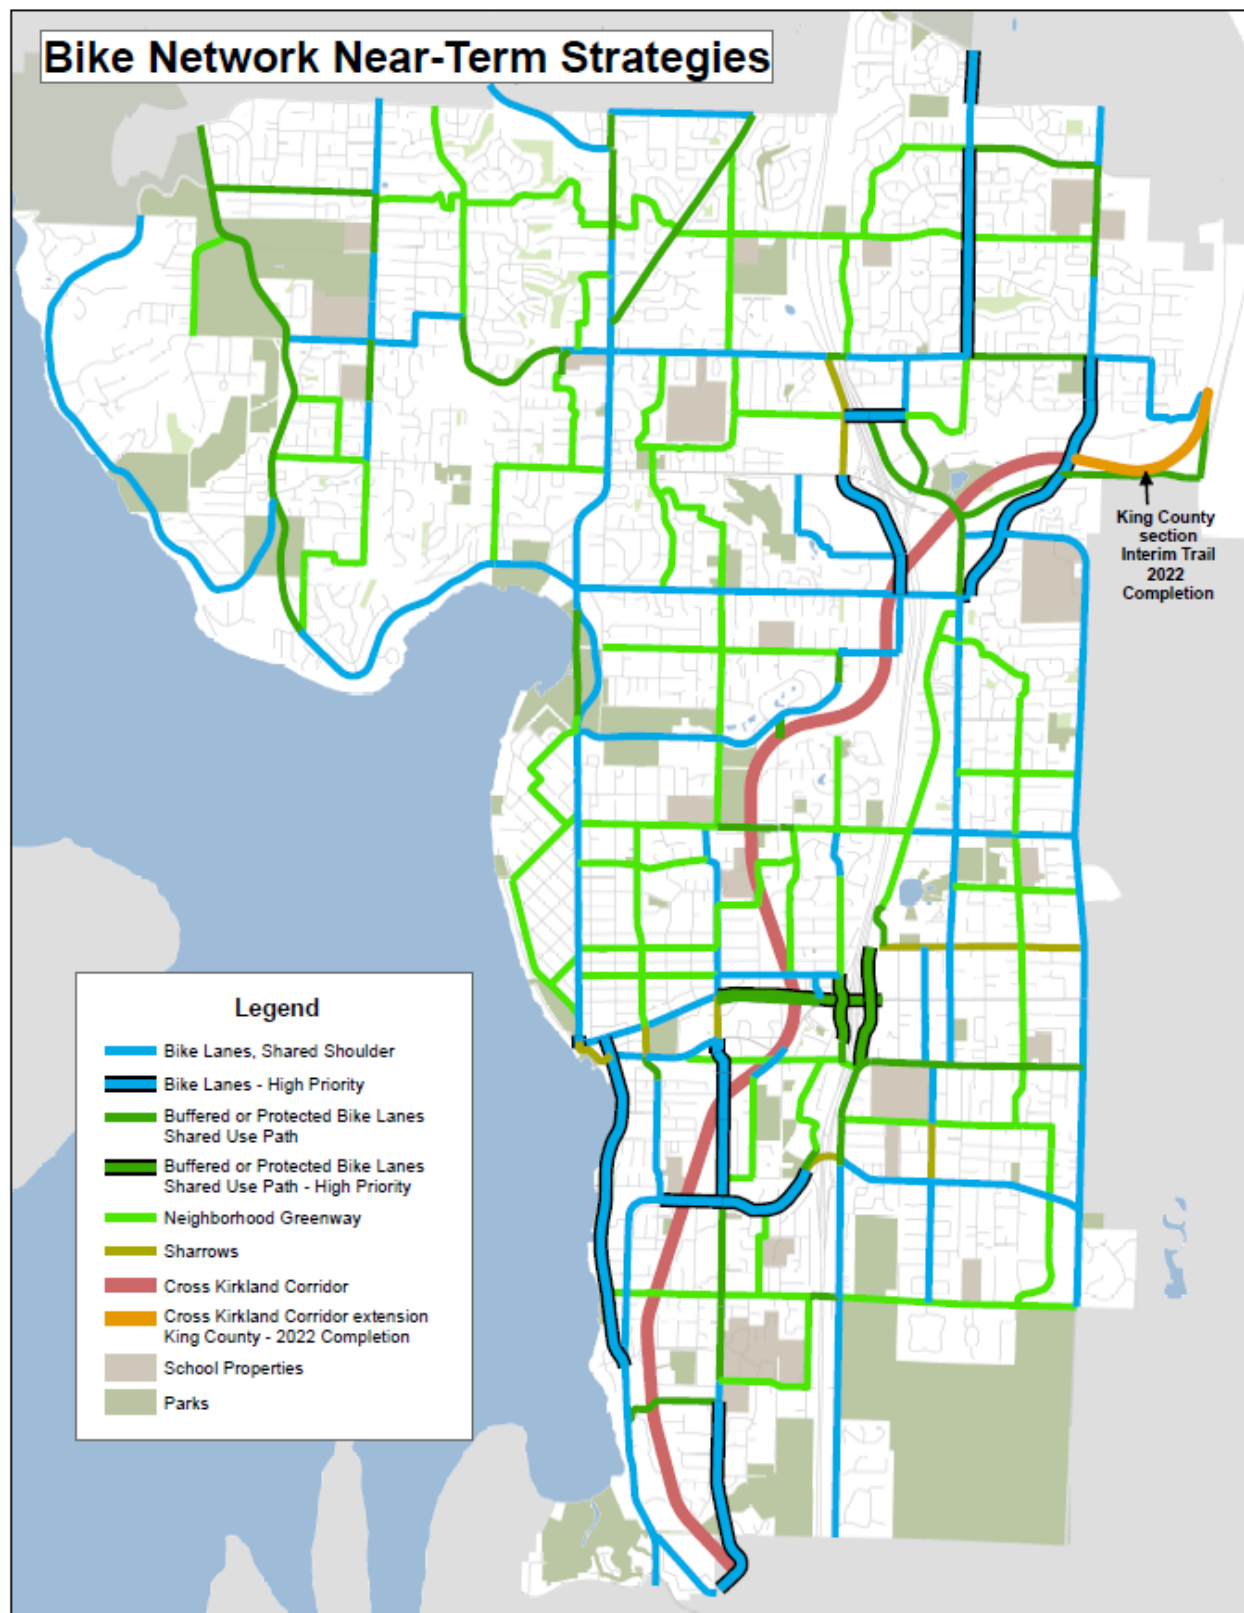 Bike Network Near-Term Strategies
King County
section
Interim Trail
2022
Completion
Legend
Bike Lanes, Shared Shoulder
Bike Lanes - High Priority
Buffered or Protected Bike Lanes
Shared Use Path
Buffered or Protected Bike Lanes
Shared Use Path - High Priority
Neighborhood Greenway
Sharrows
Cross Kirkland Corridor
Cross Kirkland Corridor extension
King County - 2022 Completion
School Properties
Parks